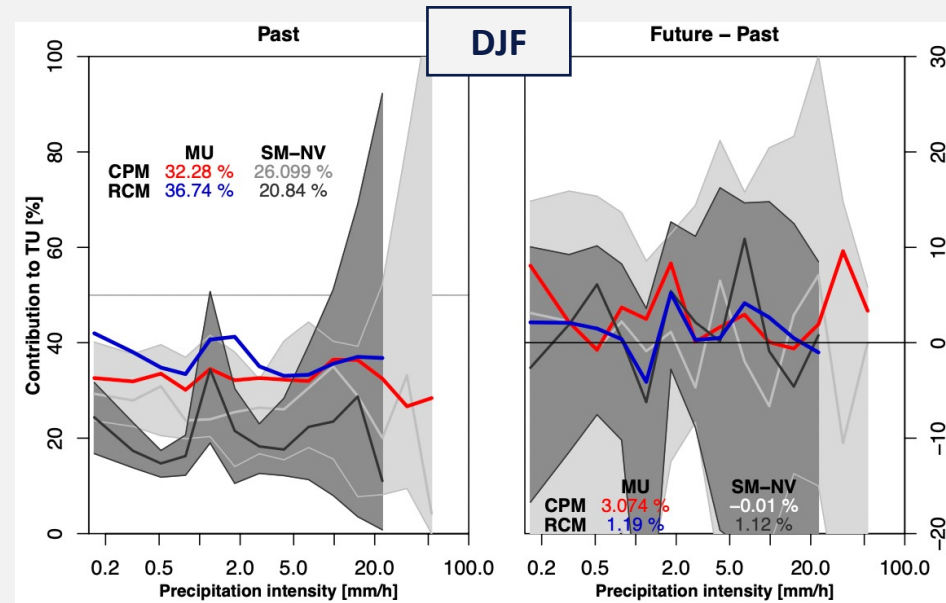 DJF
Past
Future – Past
Contribution to TU [%]
100
80
60
40
20
0
MU SM–NV
CPM 32.28 % 26.099 %
RCM 36.74 % 20.84 %
0.2 0.5 2.0 5.0 20.0 100.0
Precipitation intensity [mm/h]
30
20
10
0
−10
−20
MU SM–NV
CPM 3.074 % −0.01 %
RCM 1.19 % 1.12 %
0.2 0.5 2.0 5.0 20.0 100.0
Precipitation intensity [mm/h]